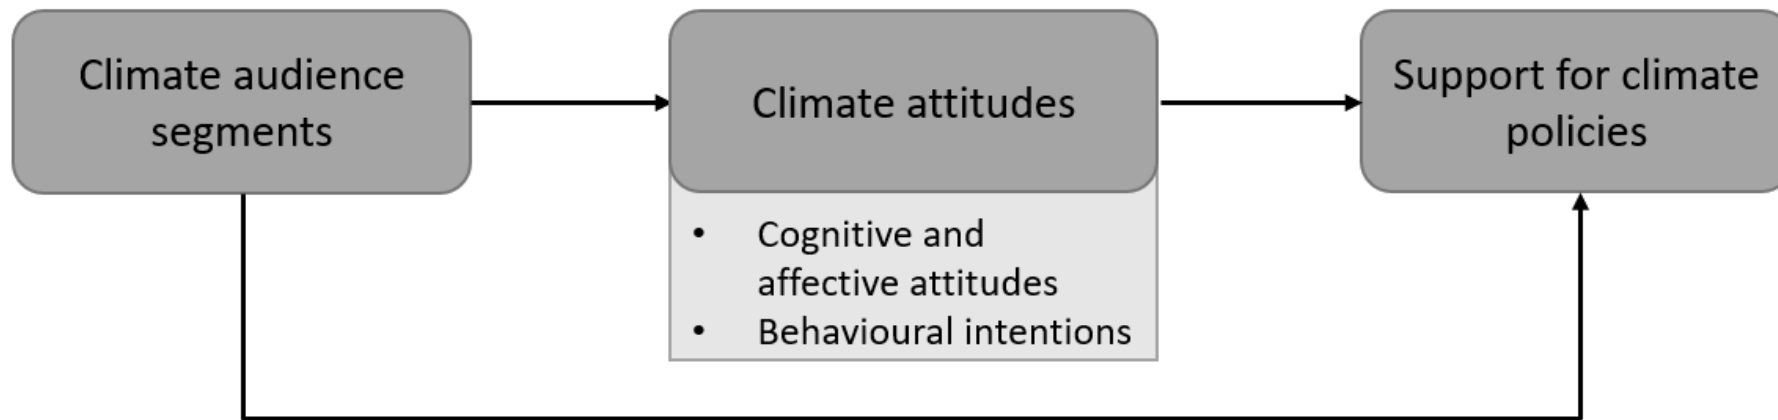 Climate audience
segments
Climate attitudes
Support for climate
policies
• Cognitive and
affective attitudes
• Behavioural intentions